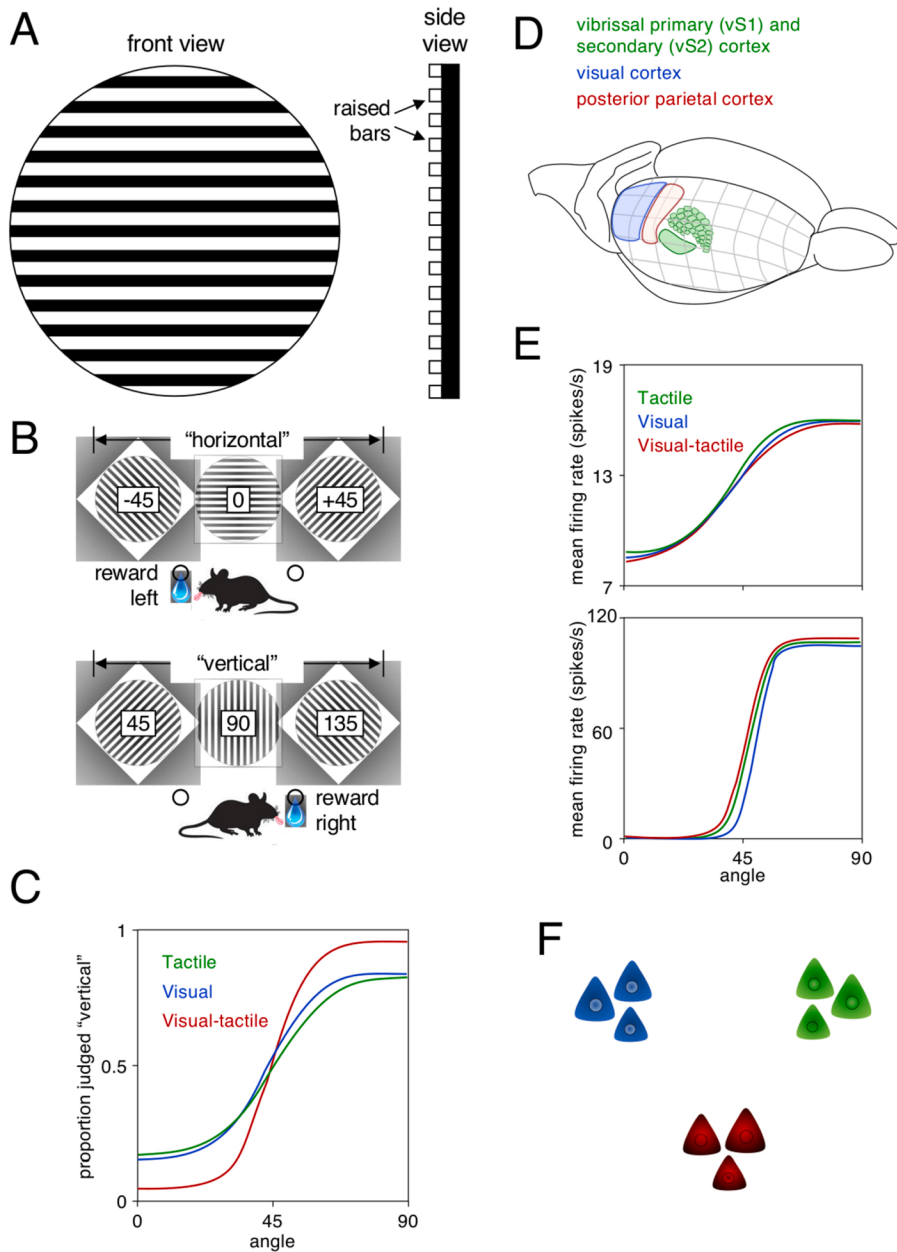 A
front view
side
view
raised
bars
B
“horizontal”
-45
0
+45
reward
left
“vertical”
45
90
135
reward
right
C
1
Tactile
Visual
Visual-tactile
0.5
0
0
45
90
proportion judged “vertical”
angle
D
vibrissal primary (vS1) and
secondary (vS2) cortex
visual cortex
posterior parietal cortex
E
19
Tactile
Visual
Visual-tactile
13
7
mean firing rate (spikes/s)
120
60
0
mean firing rate (spikes/s)
0
45
90
angle
F